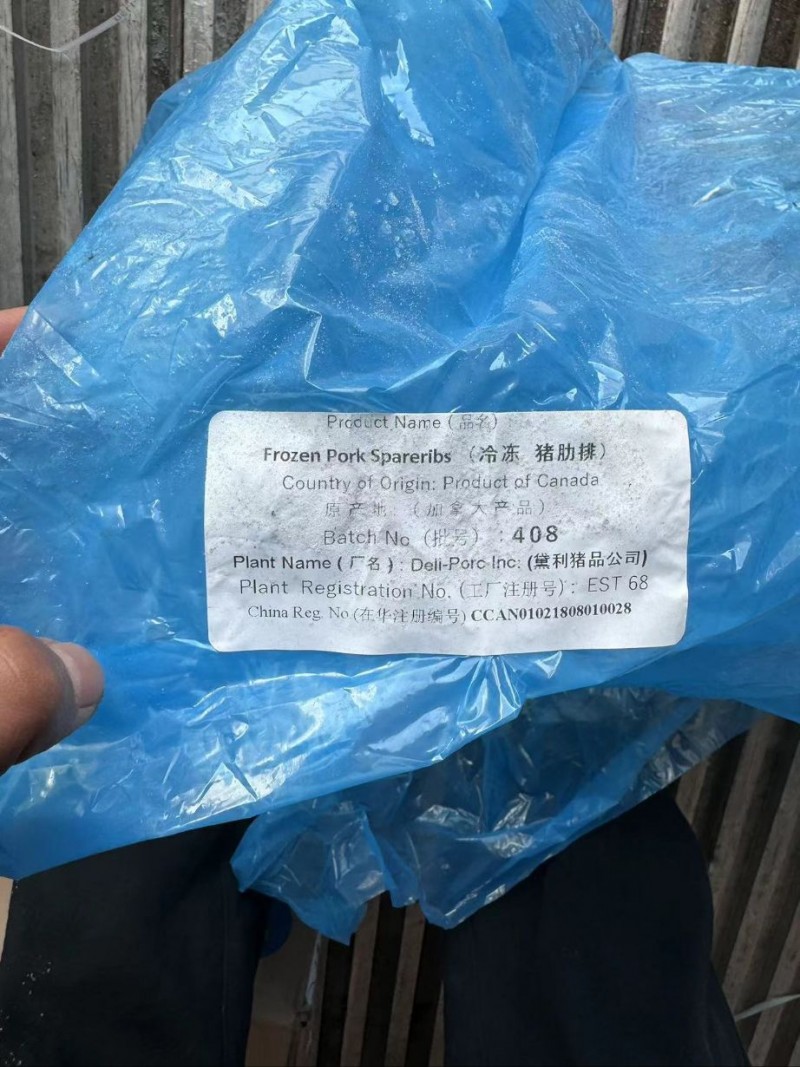 Product Name (品名)
Frozen Pork Spareribs (冷冻 猪肋排)
Country of Origin: Product of Canada
原产地: (加拿大产品)
Batch No (批号) : 408
Plant Name (厂名): Deli-Porc Inc: (黛利猪品公司)
Plant Registration No. (工厂注册号): EST 68
China Reg. No (在华注册编号) CCAN01021808010028